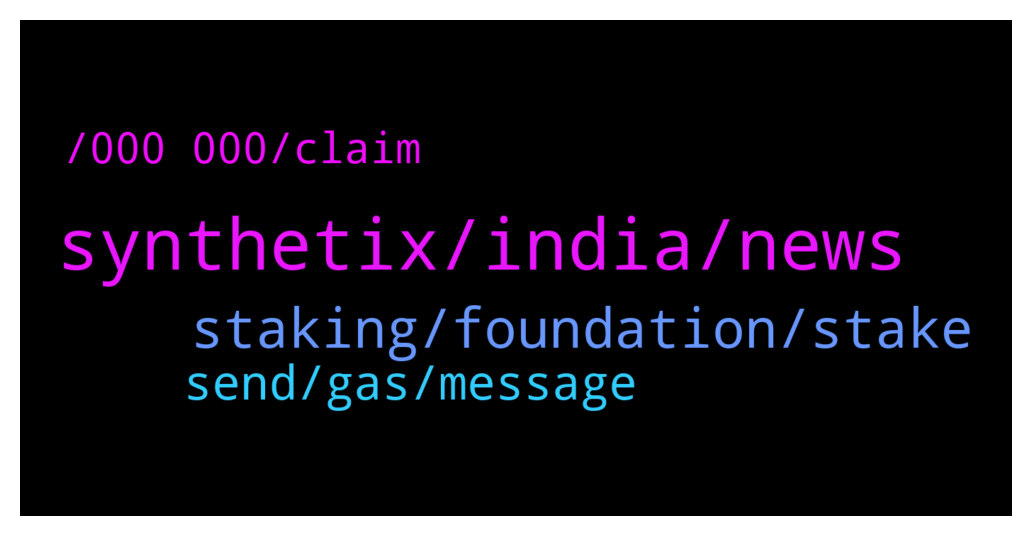 /000 000/claim
synthetix/india/news
staking/foundation/stake
send/gas/message